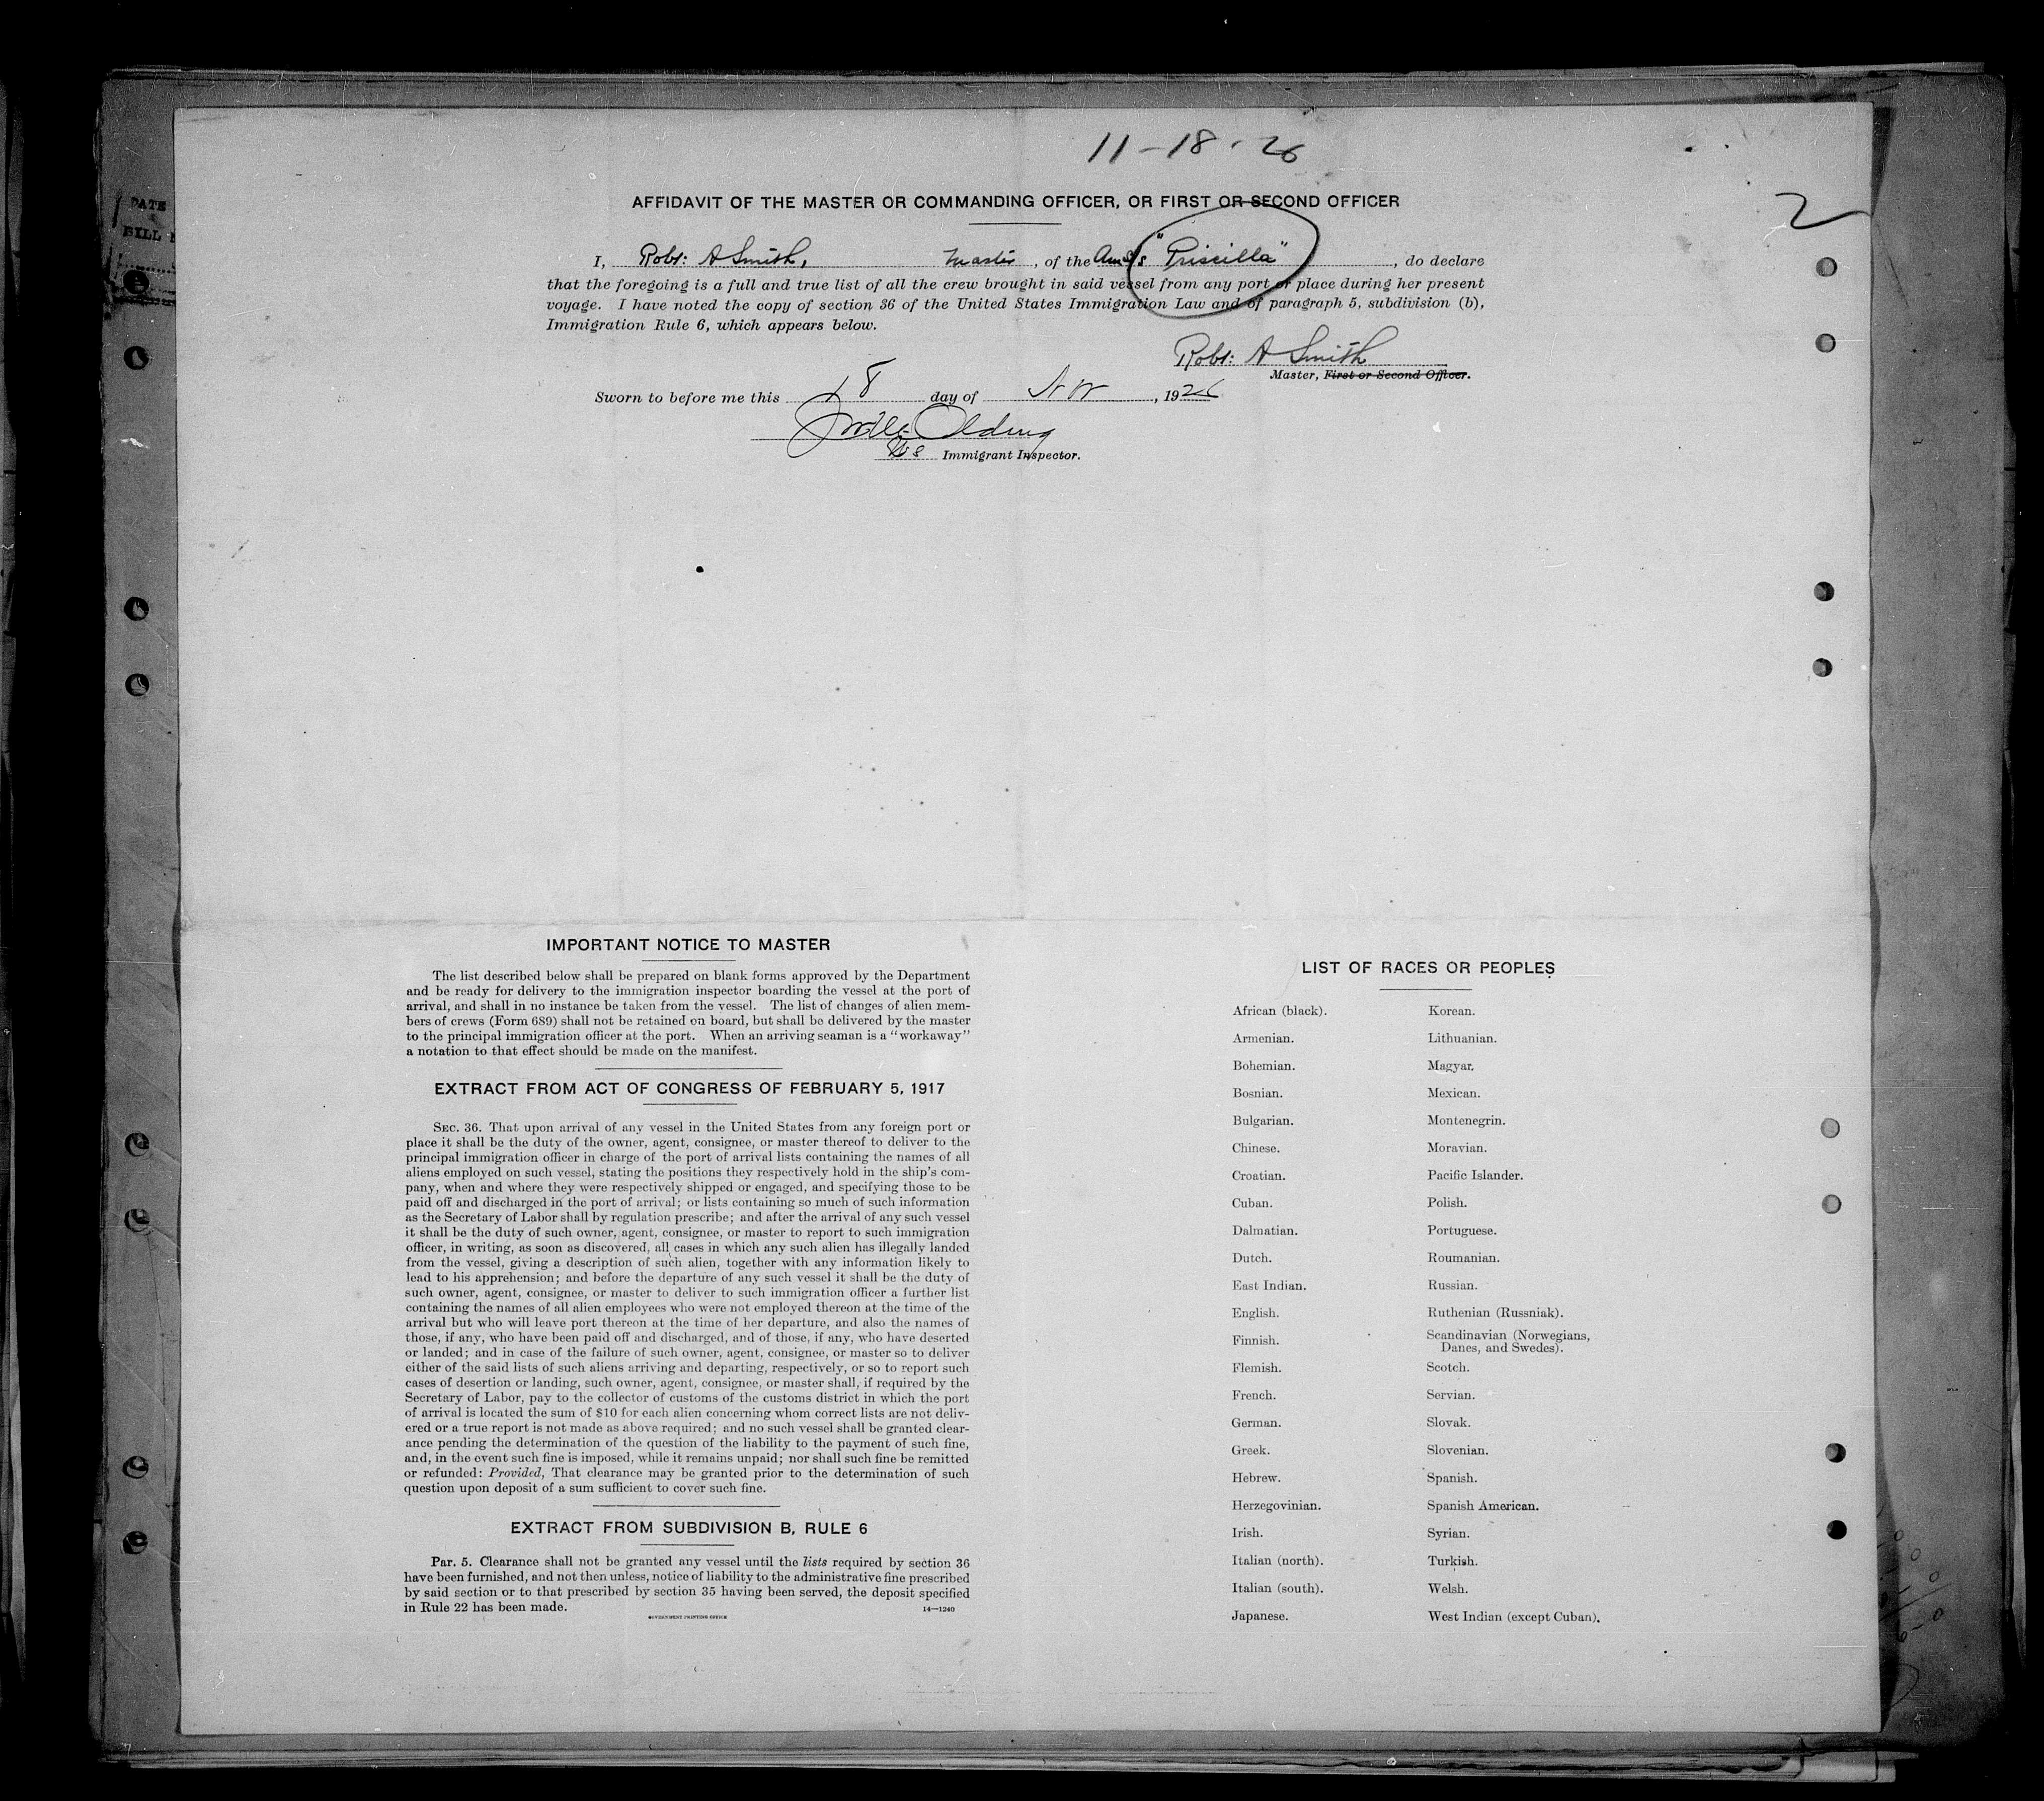 11-18-26
2
DATE
BILL
AFFIDAVIT OF THE MASTER OR COMMANDING OFFICER, OR FIRST OR SECOND OFFICER
I, Robt: A Smith, Master, of the "Priscilla", do declare
that the foregoing is a full and true list of all the crew brought in said vessel from any port or place during her present
voyage. I have noted the copy of section 36 of the United States Immigration Law and of paragraph 5, subdivision (b),
Immigration Rule 6, which appears below.
Robt: A Smith
Master, First or Second Officer.
Sworn to before me this 18 day of Nov, 1926
Olding
US Immigrant Inspector.
IMPORTANT NOTICE TO MASTER
The list described below shall be prepared on blank forms approved by the Department
and be ready for delivery to the immigration inspector boarding the vessel at the port of
arrival, and shall in no instance be taken from the vessel. The list of changes of alien mem-
bers of crews (Form 689) shall not be retained on board, but shall be delivered by the master
to the principal immigration officer at the port. When an arriving seaman is a "workaway"
a notation to that effect should be made on the manifest.
EXTRACT FROM ACT OF CONGRESS OF FEBRUARY 5, 1917
SEC. 36. That upon arrival of any vessel in the United States from any foreign port or
place it shall be the duty of the owner, agent, consignee, or master thereof to deliver to the
principal immigration officer in charge of the port of arrival lists containing the names of all
aliens employed on such vessel, stating the positions they respectively hold in the ship's com-
pany, when and where they were respectively shipped or engaged, and specifying those to be
paid off and discharged in the port of arrival; or lists containing so much of such information
as the Secretary of Labor shall by regulation prescribe; and after the arrival of any such vessel
it shall be the duty of such owner, agent, consignee, or master to report to such immigration
officer, in writing, as soon as discovered, all cases in which any such alien has illegally landed
from the vessel, giving a description of such alien, together with any information likely to
lead to his apprehension; and before the departure of any such vessel it shall be the duty of
such owner, agent, consignee, or master to deliver to such immigration officer a further list
containing the names of all alien employees who were not employed thereon at the time of the
arrival but who will leave port thereon at the time of her departure, and also the names of
those, if any, who have been paid off and discharged, and of those, if any, who have deserted
or landed; and in case of the failure of such owner, agent, consignee, or master so to deliver
either of the said lists of such aliens arriving and departing, respectively, or so to report such
cases of desertion or landing, such owner, agent, consignee, or master shall, if required by the
Secretary of Labor, pay to the collector of customs of the customs district in which the port
of arrival is located the sum of $10 for each alien concerning whom correct lists are not deliv-
ered or a true report is not made as above required; and no such vessel shall be granted clear-
ance pending the determination of the question of the liability to the payment of such fine,
and, in the event such fine is imposed, while it remains unpaid; nor shall such fine be remitted
or refunded: Provided, That clearance may be granted prior to the determination of such
question upon deposit of a sum sufficient to cover such fine.
EXTRACT FROM SUBDIVISION B, RULE 6
Par. 5. Clearance shall not be granted any vessel until the lists required by section 36
have been furnished, and not then unless, notice of liability to the administrative fine prescribed
by said section or to that prescribed by section 35 having been served, the deposit specified
in Rule 22 has been made. 14—1240
GOVERNMENT PRINTING OFFICE
LIST OF RACES OR PEOPLES
African (black).
Armenian.
Bohemian.
Bosnian.
Bulgarian.
Chinese.
Croatian.
Cuban.
Dalmatian.
Dutch.
East Indian.
English.
Finnish.
Flemish.
French.
German.
Greek.
Hebrew.
Herzegovinian.
Irish.
Italian (north).
Italian (south).
Japanese.
Korean.
Lithuanian.
Magyar.
Mexican.
Montenegrin.
Moravian.
Pacific Islander.
Polish.
Portuguese.
Roumanian.
Russian.
Ruthenian (Russniak).
Scandinavian (Norwegians,
Danes, and Swedes).
Scotch.
Servian.
Slovak.
Slovenian.
Spanish.
Spanish American.
Syrian.
Turkish.
Welsh.
West Indian (except Cuban).